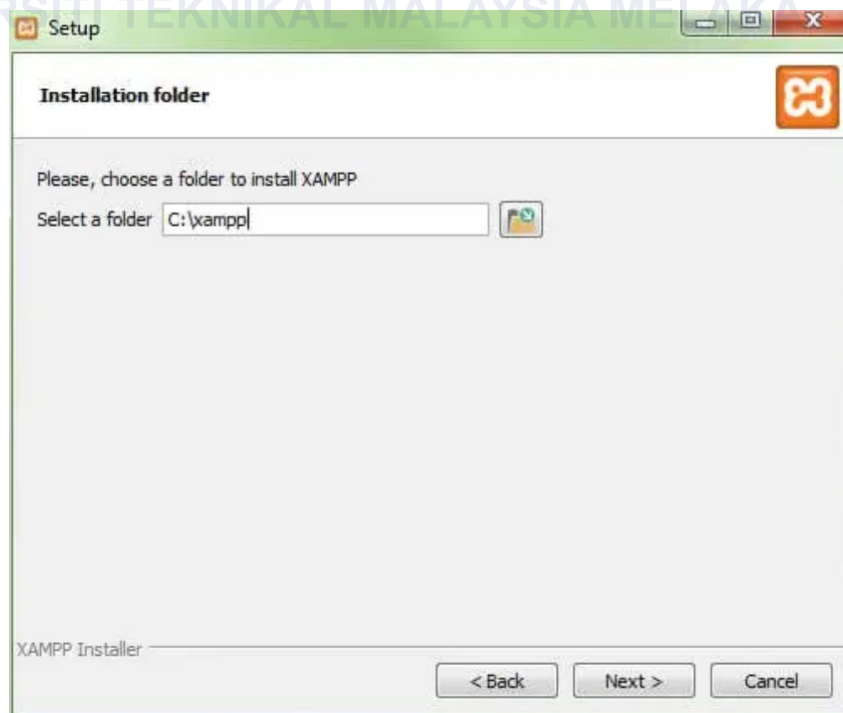 RSITI TEKNIKAL MALAYSIA MELAKA
Setup
Installation folder
Please, choose a folder to install XAMPP
Select a folder C:\xampp
XAMPP Installer
< Back Next > Cancel